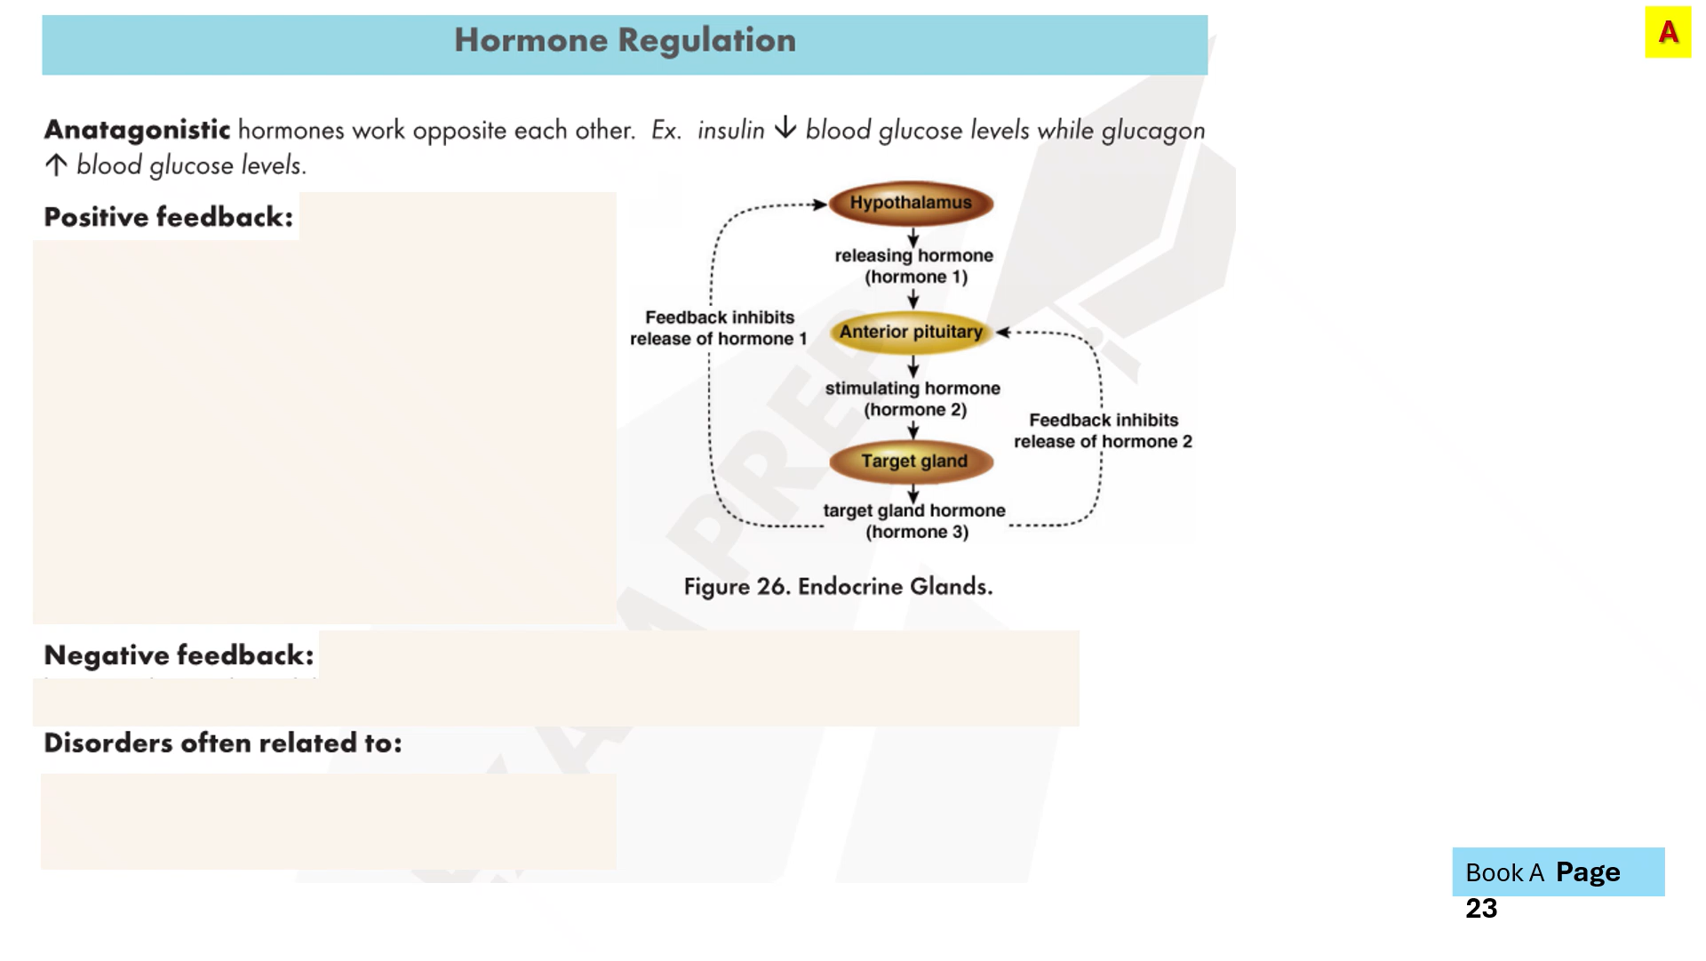 Hormone Regulation
A
Anatagonistic hormones work opposite each other. Ex. insulin ↓ blood glucose levels while glucagon
↑ blood glucose levels.
Positive feedback:
Hypothalamus
releasing hormone
(hormone 1)
Feedback inhibits
release of hormone 1
Anterior pituitary
stimulating hormone
(hormone 2)
Feedback inhibits
release of hormone 2
Target gland
target gland hormone
(hormone 3)
Figure 26. Endocrine Glands.
Negative feedback:
Disorders often related to:
Book A Page
23